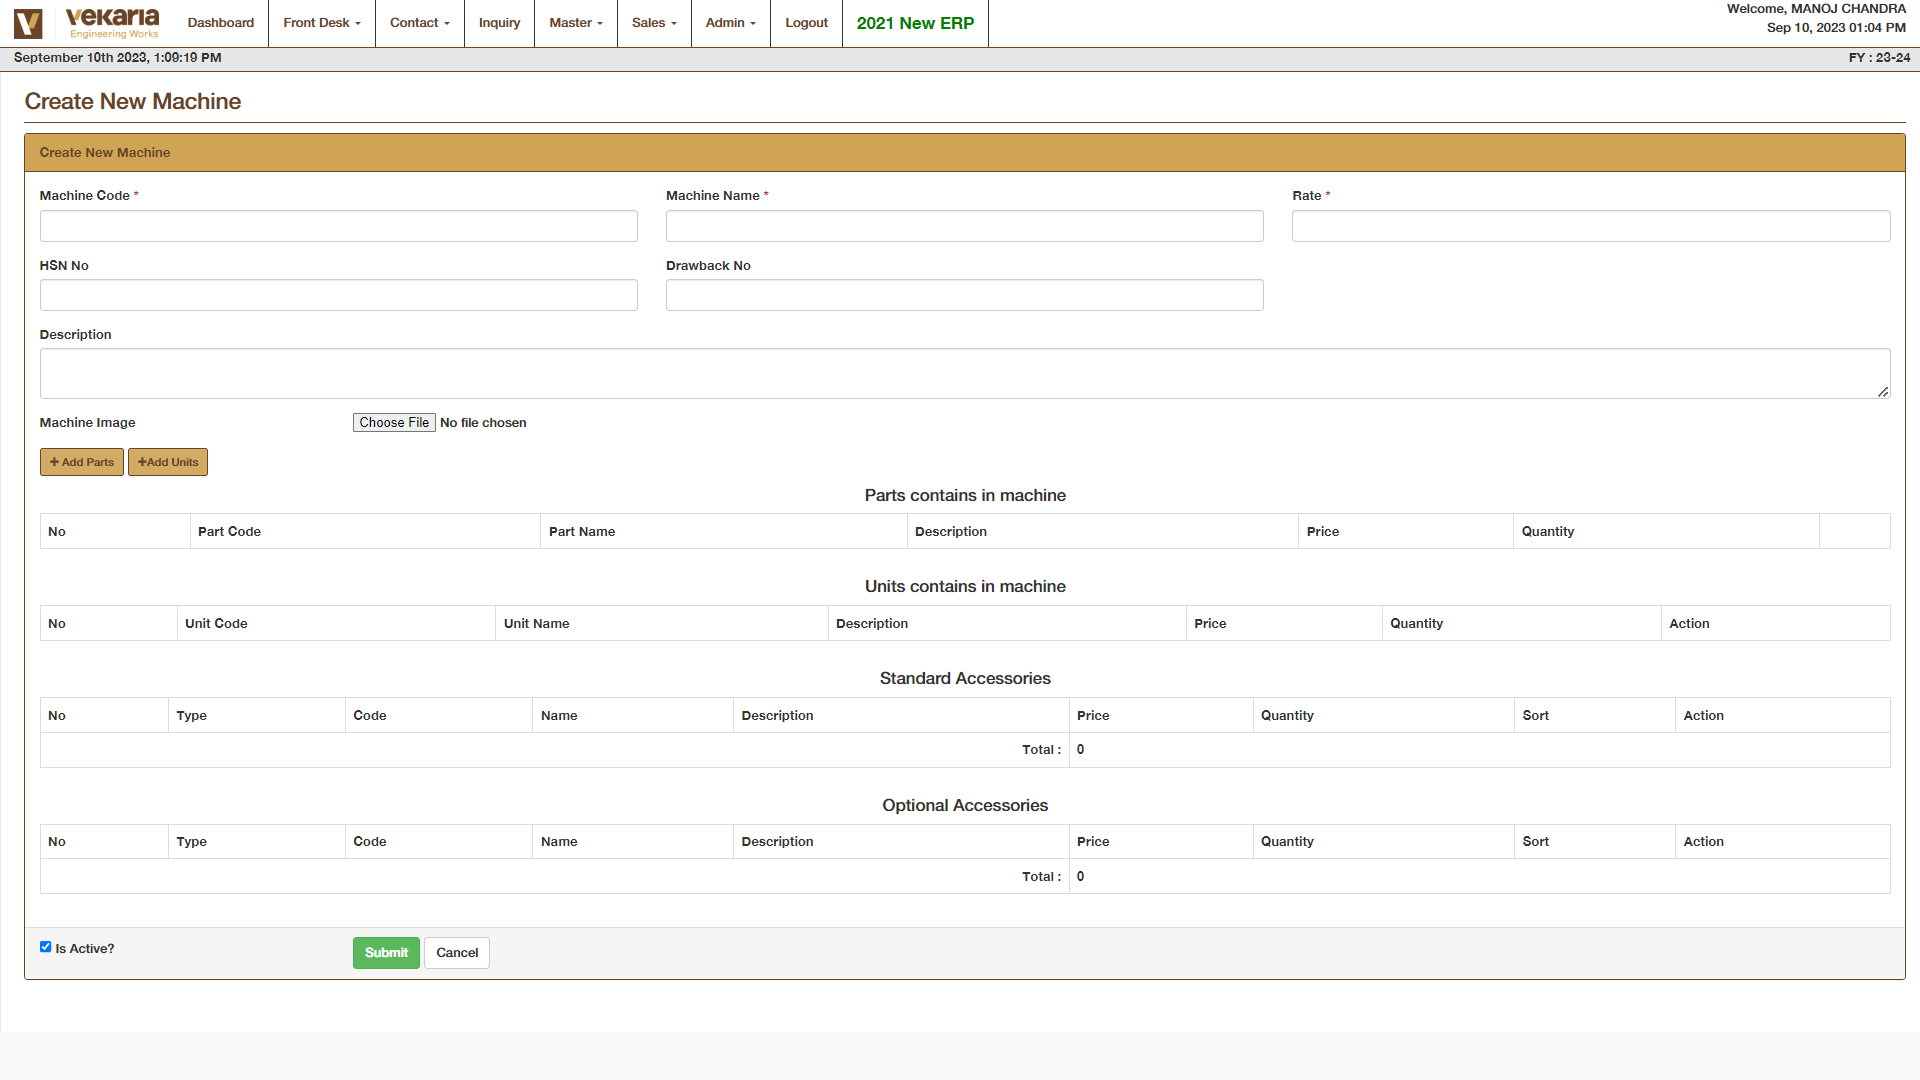 Vekaria
Engineering Works
Dashboard Front Desk Contact Inquiry Master Sales Admin Logout 2021 New ERP
Welcome, MANOJ CHANDRA
Sep 10, 2023 01:04 PM
September 10th 2023, 1:09:19 PM
FY : 23-24
Create New Machine
Create New Machine
Machine Code * Machine Name * Rate *
HSN No Drawback No
Description
Machine Image Choose File No file chosen
+ Add Parts +Add Units
Parts contains in machine
No Part Code Part Name Description Price Quantity
Units contains in machine
No Unit Code Unit Name Description Price Quantity Action
Standard Accessories
No Type Code Name Description Price Quantity Sort Action
Total : 0
Optional Accessories
No Type Code Name Description Price Quantity Sort Action
Total : 0
Is Active? Submit Cancel